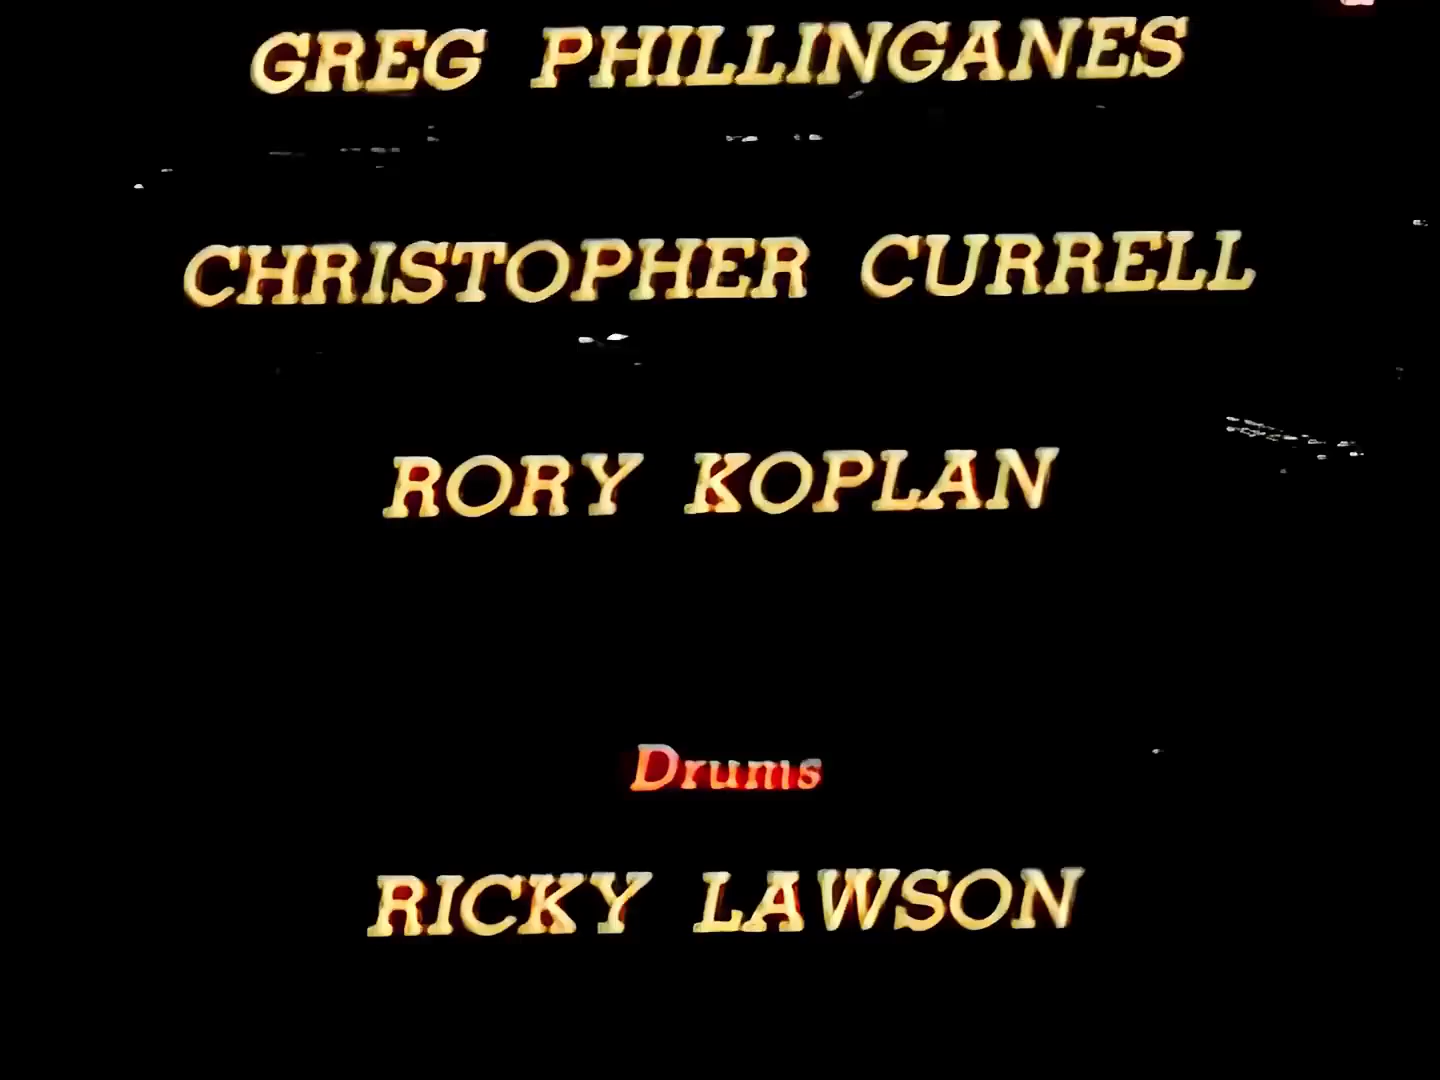 GREG PHILLINGANES
CHRISTOPHER CURRELL
RORY KOPLAN
Drums
RICKY LAWSON